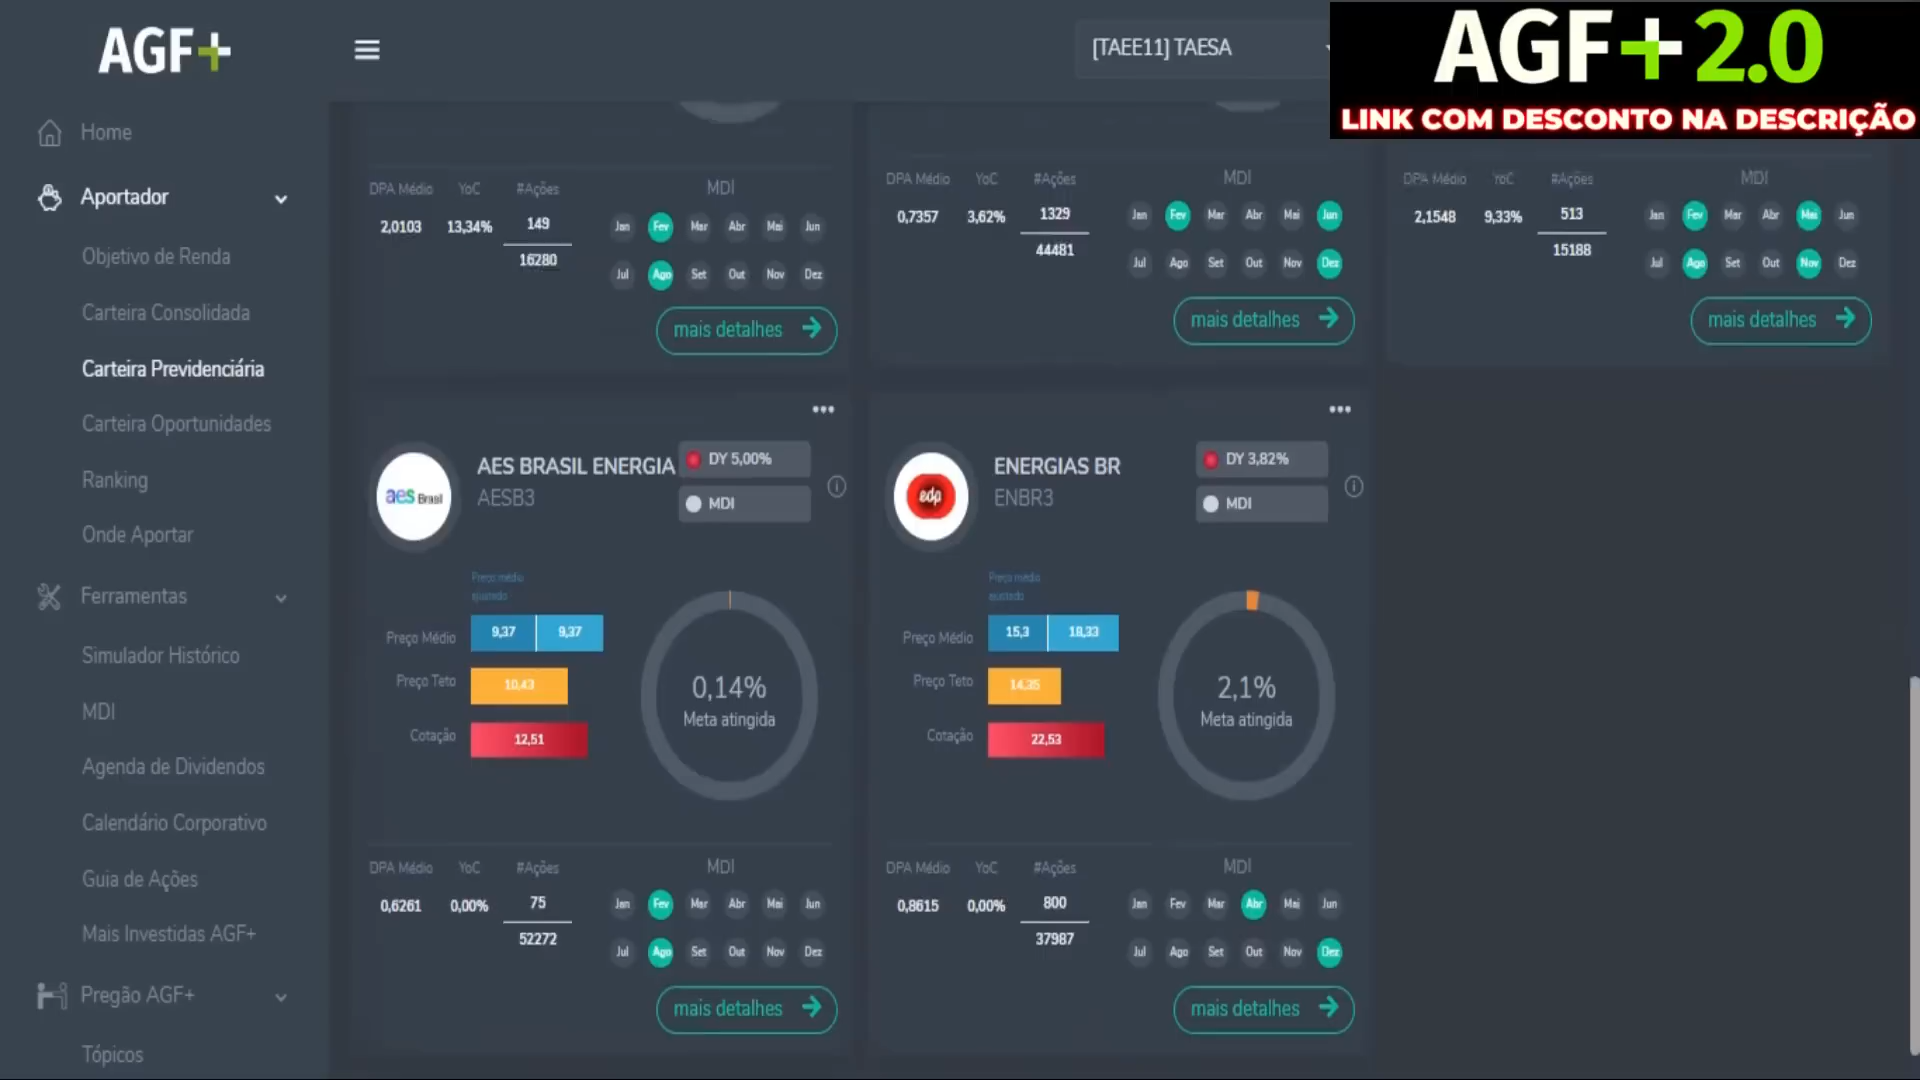 AGF+
[TAEE11] TAESA
AGF+2.0
LINK COM DESCONTO NA DESCRIÇÃO
Home
Aportador
Objetivo de Renda
Carteira Consolidada
Carteira Previdenciária
Carteira Oportunidades
Ranking
Onde Aportar
Ferramentas
Simulador Histórico
MDI
Agenda de Dividendos
Calendário Corporativo
Guia de Ações
Mais Investidas AGF+
Pregão AGF+
Tópicos
DPA Médio YoC #Ações MDI
2,0103 13,34% 149
16280
Jan Fev Mar Abr Mai Jun
Jul Ago Set Out Nov Dez
mais detalhes
DPA Médio YoC #Ações MDI
0,7357 3,62% 1329
44481
Jan Fev Mar Abr Mai Jun
Jul Ago Set Out Nov Dez
mais detalhes
DPA Médio YoC #Ações MDI
2,1548 9,33% 513
15188
Jan Fev Mar Abr Mai Jun
Jul Ago Set Out Nov Dez
mais detalhes
aes Brasil
AES BRASIL ENERGIA
AESB3
DY 5,00%
MDI
Preço médio
ajustado
Preço Médio 9,37 9,37
Preço Teto 10,43
Cotação 12,51
0,14%
Meta atingida
DPA Médio YoC #Ações MDI
0,6261 0,00% 75
52272
Jan Fev Mar Abr Mai Jun
Jul Ago Set Out Nov Dez
mais detalhes
edp
ENERGIAS BR
ENBR3
DY 3,82%
MDI
Preço médio
ajustado
Preço Médio 15,3 18,33
Preço Teto 14,35
Cotação 22,53
2,1%
Meta atingida
DPA Médio YoC #Ações MDI
0,8615 0,00% 800
37987
Jan Fev Mar Abr Mai Jun
Jul Ago Set Out Nov Dez
mais detalhes